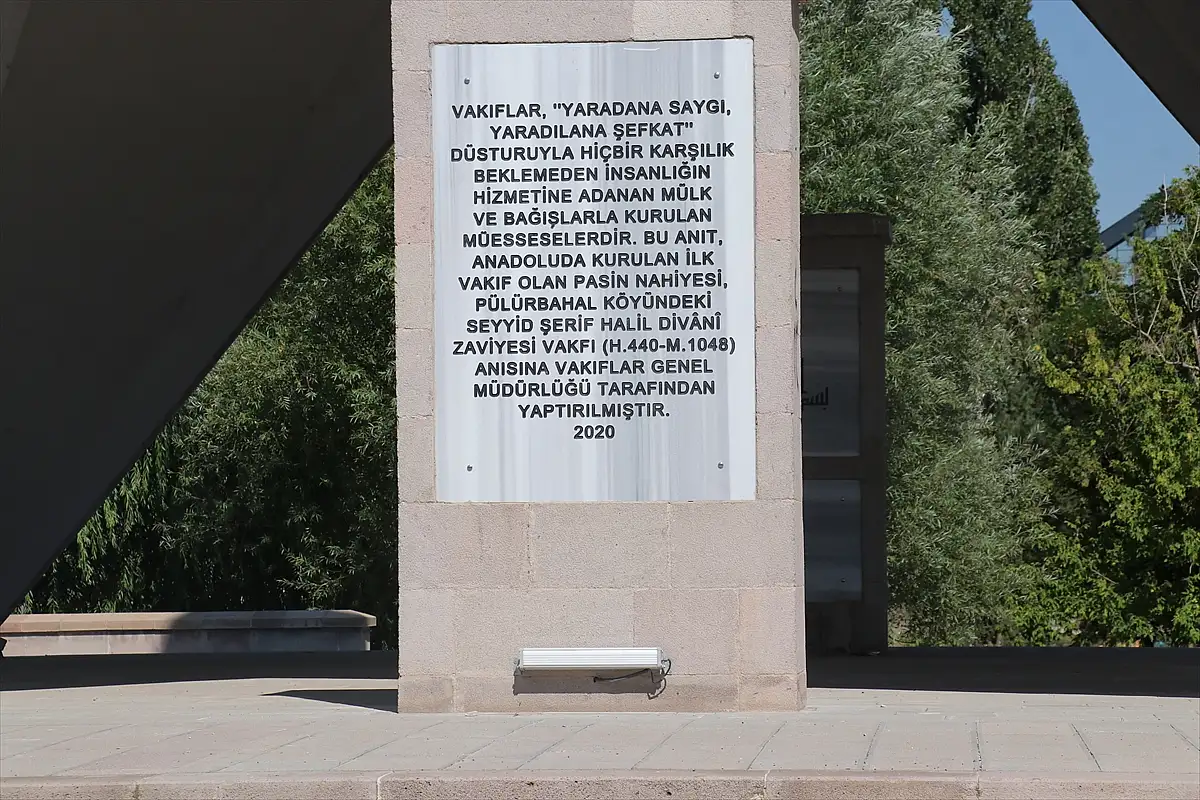 VAKIFLAR, "YARADANA SAYGI,
YARADILANA ŞEFKAT"
DÜSTURUYLA HİÇBİR KARŞILIK
BEKLEMEDEN İNSANLIĞIN
HİZMETİNE ADANAN MÜLK
VE BAĞIŞLARLA KURULAN
MÜESSESELERDİR. BU ANIT,
ANADOLUDA KURULAN İLK
VAKIF OLAN PASİN NAHİYESİ,
PÜLÜRBAHAL KÖYÜNDEKİ
SEYYİD ŞERİF HALİL DİVÂNÎ
ZAVİYESİ VAKFI (H.440-M.1048)
ANISINA VAKIFLAR GENEL
MÜDÜRLÜĞÜ TARAFINDAN
YAPTIRILMIŞTIR.
2020